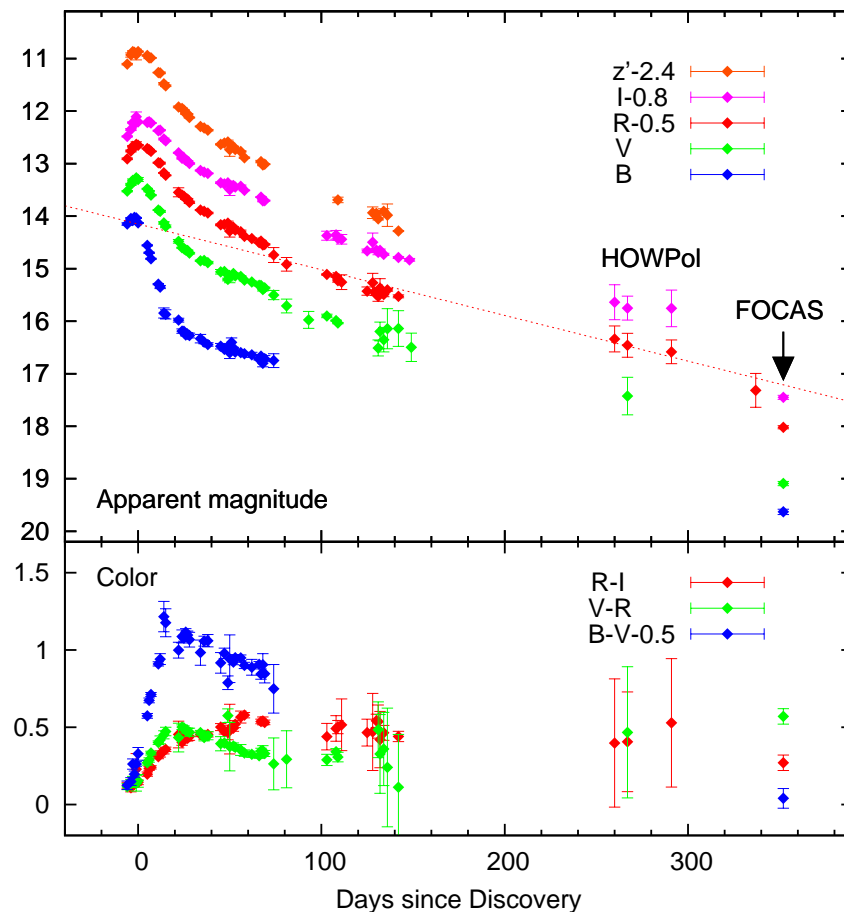 11
12
13
14
15
16
17
18
19
20
z'-2.4
I-0.8
R-0.5
V
B
HOWPol
FOCAS
Apparent magnitude
1.5
1
0.5
0
Color
R-I
V-R
B-V-0.5
0 100 200 300
Days since Discovery